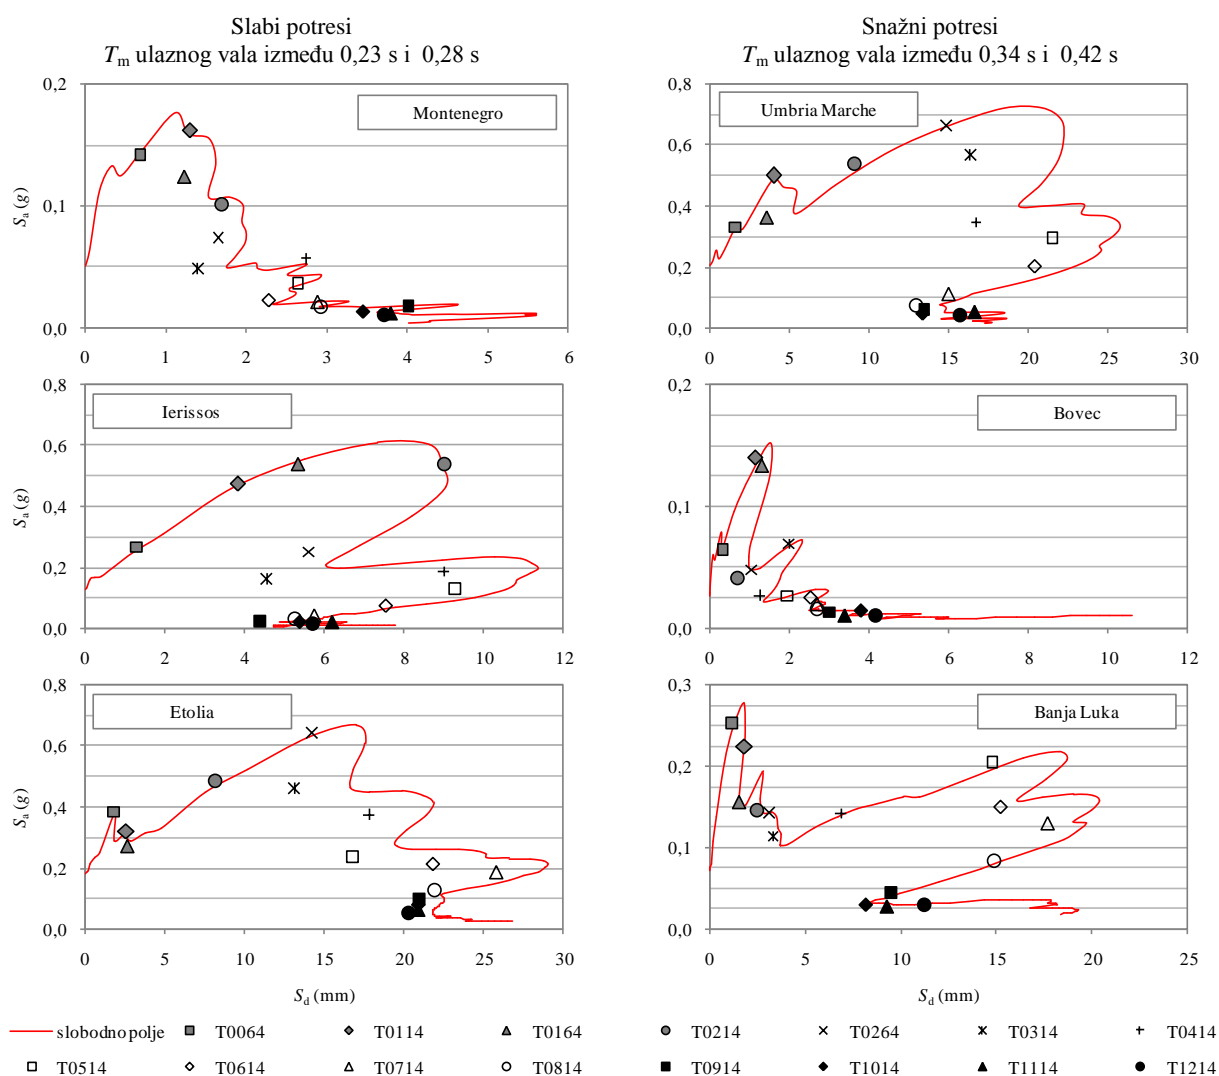 Slabi potresi
Tm ulaznog vala između 0,23 s i 0,28 s
Snažni potresi
Tm ulaznog vala između 0,34 s i 0,42 s
Montenegro
Sa (g)
0,2
0,1
0,0
0 1 2 3 4 5 6
Umbria Marche
0,8
0,6
0,4
0,2
0,0
0 5 10 15 20 25 30
Ierissos
Sa (g)
0,8
0,6
0,4
0,2
0,0
0 2 4 6 8 10 12
Bovec
0,2
0,1
0,1
0,0
0 2 4 6 8 10 12
Etolia
Sa (g)
0,8
0,6
0,4
0,2
0,0
0 5 10 15 20 25 30
Sd (mm)
Banja Luka
0,3
0,2
0,1
0,0
0 5 10 15 20 25
Sd (mm)
slobodno polje T0064 T0114 T0164 T0214 T0264 T0314 T0414
T0514 T0614 T0714 T0814 T0914 T1014 T1114 T1214